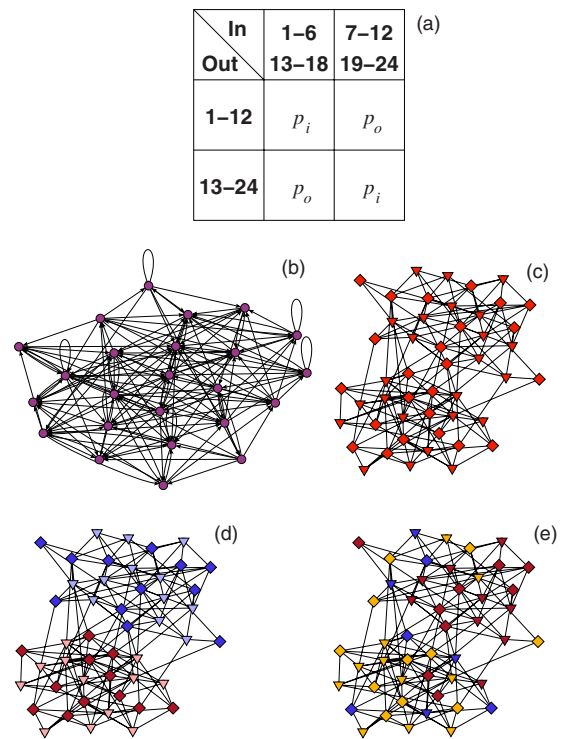 In 1–6 7–12 (a)
Out 13–18 19–24
1–12 p_i p_o
13–24 p_o p_i
(b) (c)
(d) (e)